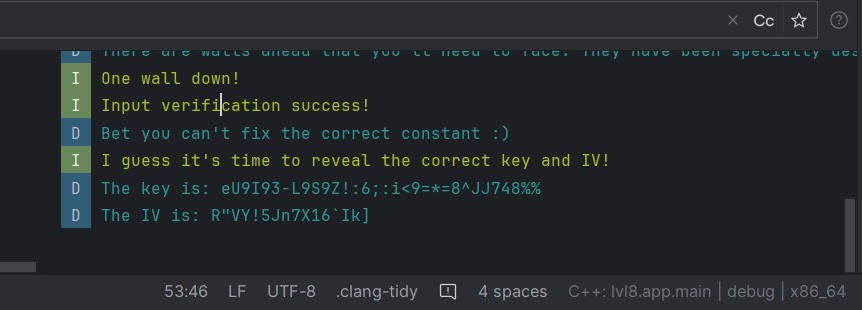 Cc
There are walls ahead that you'll need to face. They have been specially des
I One wall down!
I Input verification success!
D Bet you can't fix the correct constant :)
I I guess it's time to reveal the correct key and IV!
D The key is: eU9I93-L9S9Z!:6;:i<9=*=8^JJ748%%
D The IV is: R"VY!5Jn7X16`Ik]
53:46 LF UTF-8 .clang-tidy 4 spaces C++: lvl8.app.main | debug | x86_64